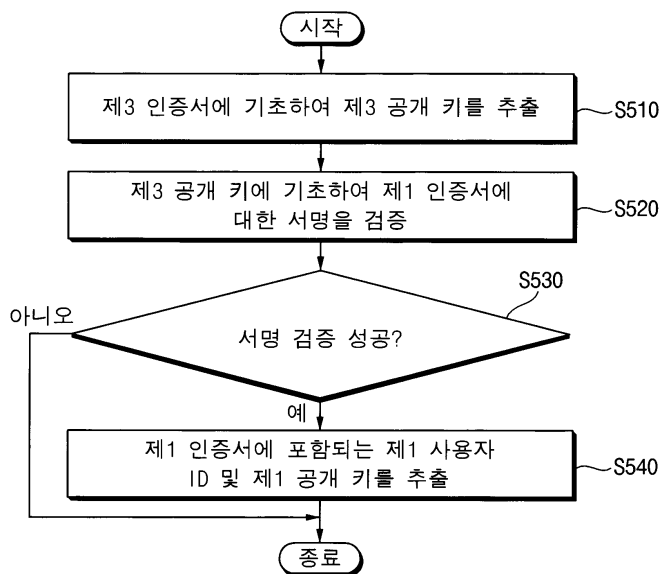 시작
제3 인증서에 기초하여 제3 공개 키를 추출
S510
제3 공개 키에 기초하여 제1 인증서에
대한 서명을 검증
S520
S530
아니오
서명 검증 성공?
예
제1 인증서에 포함되는 제1 사용자
ID 및 제1 공개 키를 추출
S540
종료